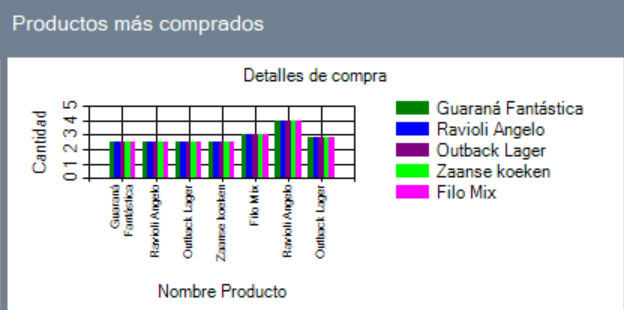 Productos más comprados
Detalles de compra
Cantidad
5
4
3
2
1
0
Guaraná
Fantástica
Ravioli Angelo
Outback Lager
Zaanse koeken
Filo Mix
Ravioli Angelo
Outback Lager
Nombre Producto
Guaraná Fantástica
Ravioli Angelo
Outback Lager
Zaanse koeken
Filo Mix